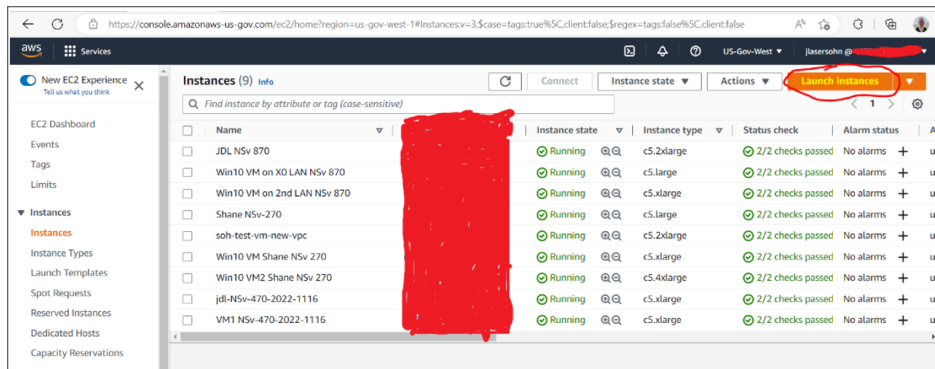 https://console.amazonaws-us-gov.com/ec2/home?region=us-gov-west-1#Instances:v=3;$case=tags:true%5C,client:false;$regex=tags:false%5C,client:false
aws Services US-Gov-West ▼ jlasersohn @
New EC2 Experience
Tell us what you think
EC2 Dashboard
Events
Tags
Limits
Instances
Instances
Instance Types
Launch Templates
Spot Requests
Reserved Instances
Dedicated Hosts
Capacity Reservations
Instances (9) Info Connect Instance state ▼ Actions ▼ Launch instances ▼
Find instance by attribute or tag (case-sensitive) 1
Name Instance state Instance type Status check Alarm status A
JDL NSv 870 Running c5.2xlarge 2/2 checks passed No alarms + u
Win10 VM on X0 LAN NSv 870 Running c5.large 2/2 checks passed No alarms + u
Win10 VM on 2nd LAN NSv 870 Running c5.xlarge 2/2 checks passed No alarms + u
Shane NSv-270 Running c5.large 2/2 checks passed No alarms + u
soh-test-vm-new-vpc Running c5.2xlarge 2/2 checks passed No alarms + u
Win10 VM Shane NSv 270 Running c5.xlarge 2/2 checks passed No alarms + u
Win10 VM2 Shane NSv 270 Running c5.4xlarge 2/2 checks passed No alarms + u
jdl-NSv-470-2022-1116 Running c5.xlarge 2/2 checks passed No alarms + u
VM1 NSv-470-2022-1116 Running c5.xlarge 2/2 checks passed No alarms + u